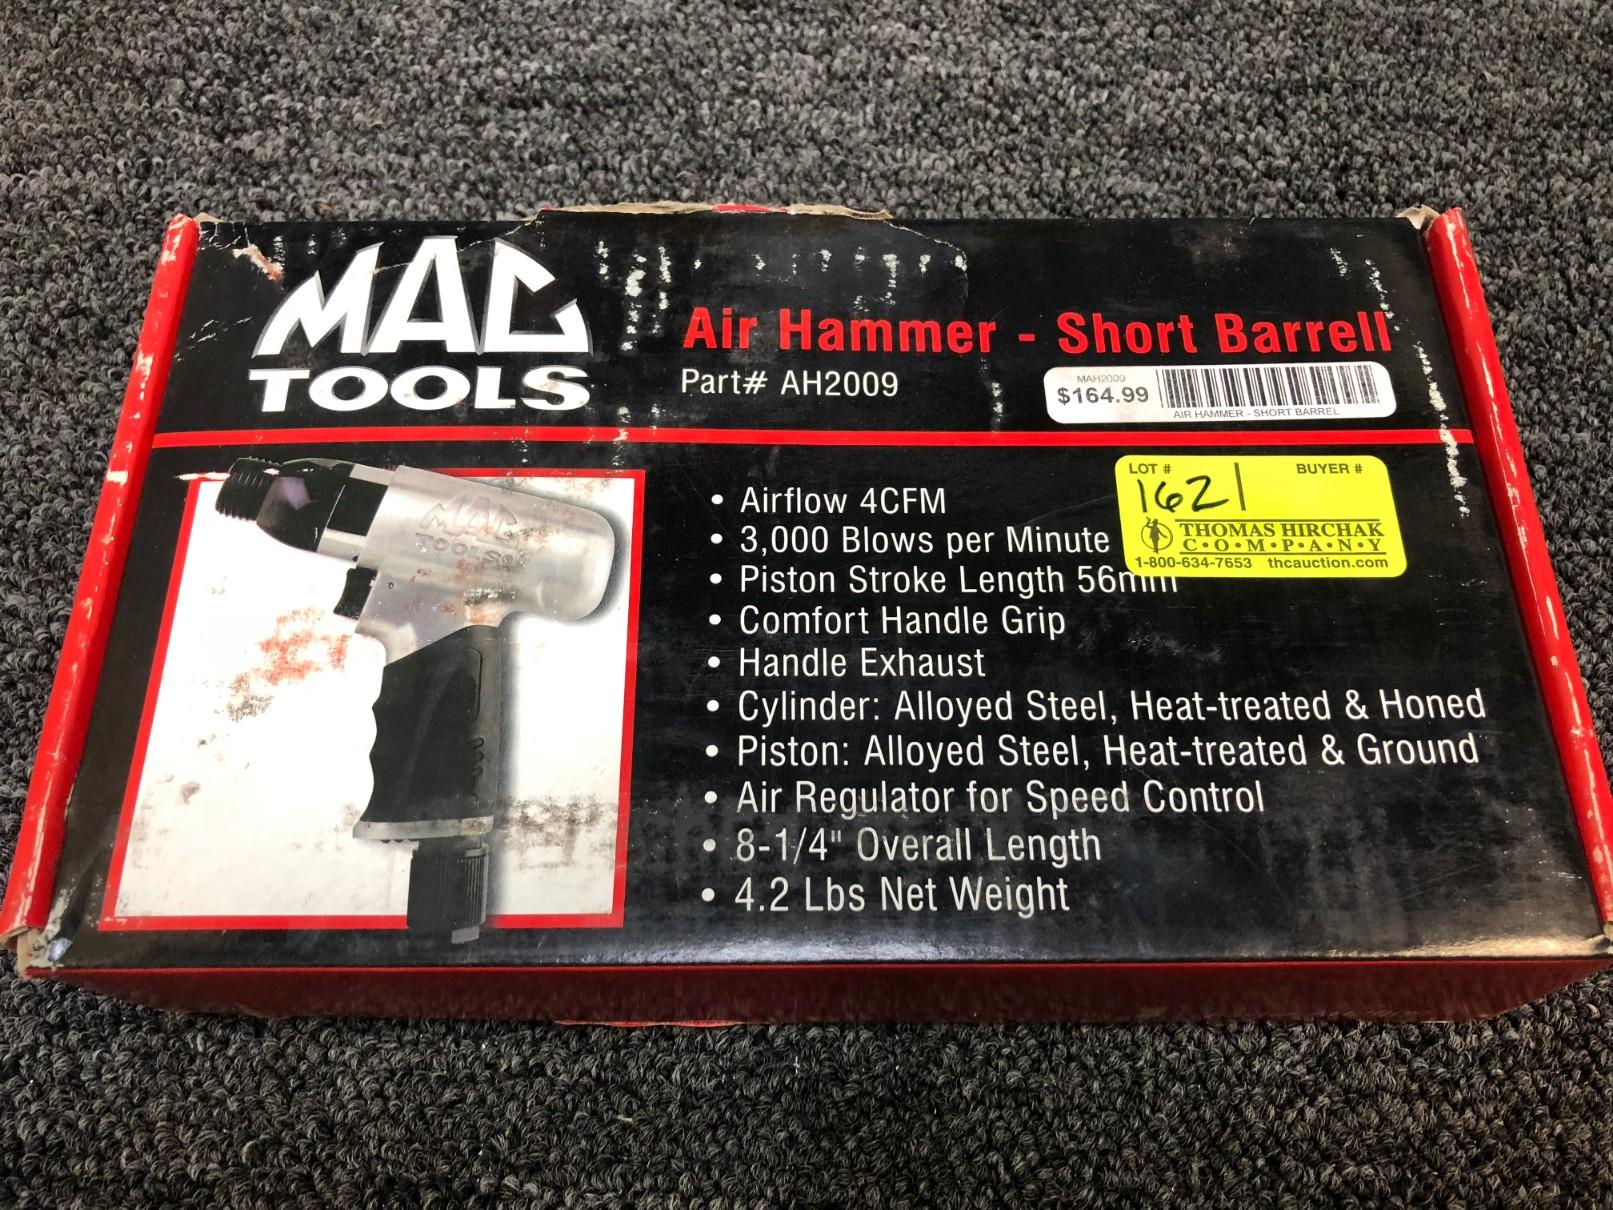 MAC
TOOLS
Air Hammer - Short Barrell
Part# AH2009
MAH2009
$164.99
AIR HAMMER - SHORT BARREL
LOT #
BUYER #
1621
THOMAS HIRCHAK
C•O•M•P•A•N•Y
1-800-634-7653 thcauction.com
MAC
TOOLS®
• Airflow 4CFM
• 3,000 Blows per Minute
• Piston Stroke Length 56mm
• Comfort Handle Grip
• Handle Exhaust
• Cylinder: Alloyed Steel, Heat-treated & Honed
• Piston: Alloyed Steel, Heat-treated & Ground
• Air Regulator for Speed Control
• 8-1/4" Overall Length
• 4.2 Lbs Net Weight